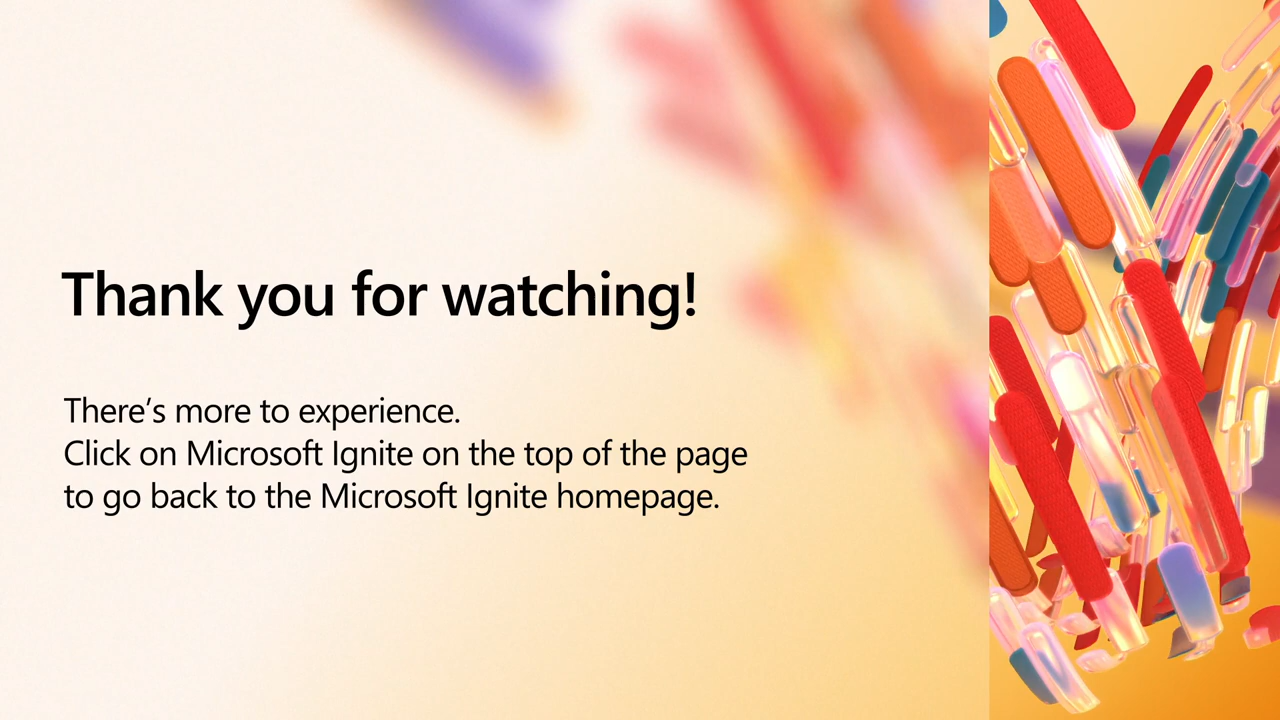 Thank you for watching!
There’s more to experience.
Click on Microsoft Ignite on the top of the page
to go back to the Microsoft Ignite homepage.